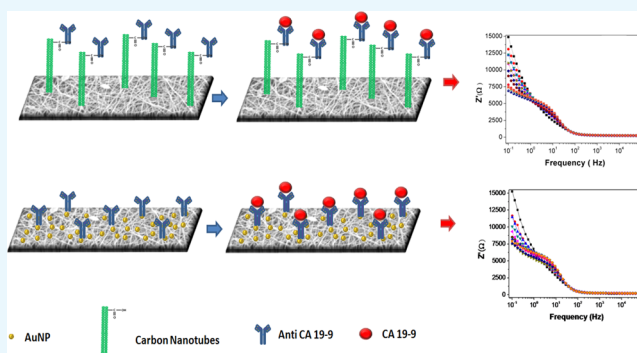 15000
12500
10000
7500
5000
2500
0
Z'(Ω)
10⁻¹ 10⁰ 10¹ 10² 10³ 10⁴
Frequency ( Hz)
15000
12500
10000
7500
5000
2500
0
Z'(Ω)
10⁻¹ 10⁰ 10¹ 10² 10³ 10⁴
Frequency (Hz)
AuNP
Carbon Nanotubes
Anti CA 19-9
CA 19-9